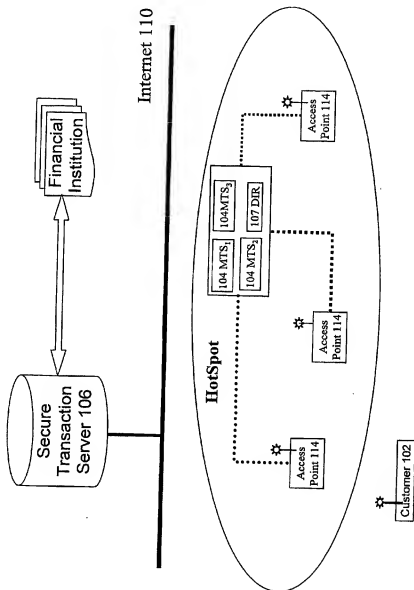 Secure
Transaction
Server 106
Financial
Institution
Internet 110
HotSpot
104 MTS₁
104MTS₃
104 MTS₂
107 DIR
Access
Point 114
Access
Point 114
Access
Point 114
Customer 102